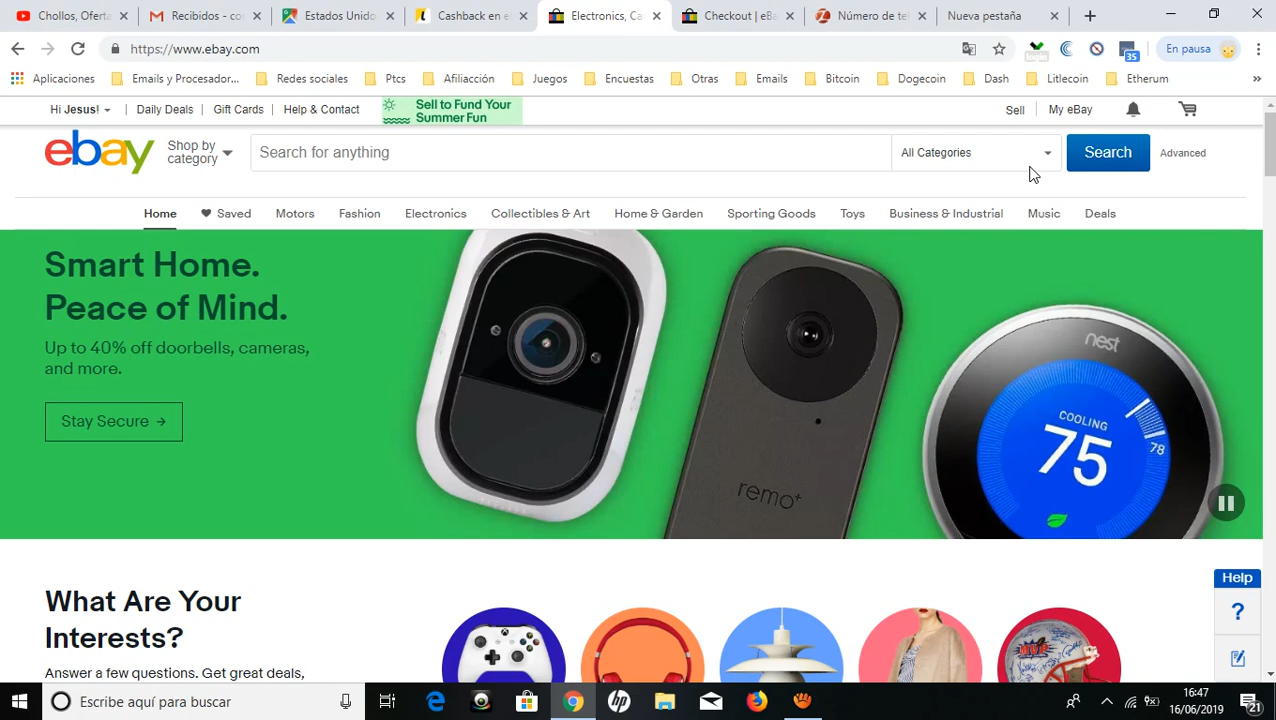 Chollos, Oferta
Recibidos - co
Estados Unido
Cashback en e
Electronics, Ca
Checkout | eBa
Número de te
Nueva pestaña
https://www.ebay.com
35
En pausa
Aplicaciones
Emails y Procesador...
Redes sociales
Ptcs
Afiliacción
Juegos
Encuestas
Otras
Emails
Bitcoin
Dogecoin
Dash
Litlecoin
Etherum
»
Hi Jesus!
Daily Deals
Gift Cards
Help & Contact
Sell to Fund Your
Summer Fun
Sell
My eBay
ebay
Shop by
category
Search for anything
All Categories
Search
Advanced
Home
Saved
Motors
Fashion
Electronics
Collectibles & Art
Home & Garden
Sporting Goods
Toys
Business & Industrial
Music
Deals
Smart Home.
Peace of Mind.
Up to 40% off doorbells, cameras,
and more.
Stay Secure →
remo+
nest
COOLING
75
78
What Are Your
Interests?
Answer a few questions. Get great deals,
MVP
Help
?
Escribe aquí para buscar
hp
16:47
16/06/2019
21